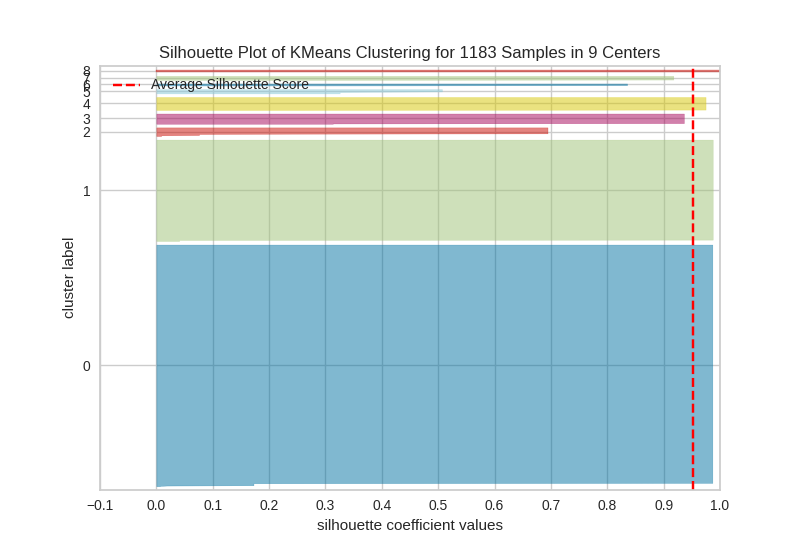 Silhouette Plot of KMeans Clustering for 1183 Samples in 9 Centers
8
7
6
Average Silhouette Score
5
4
3
2
1
cluster label
0
−0.1 0.0 0.1 0.2 0.3 0.4 0.5 0.6 0.7 0.8 0.9 1.0
silhouette coefficient values